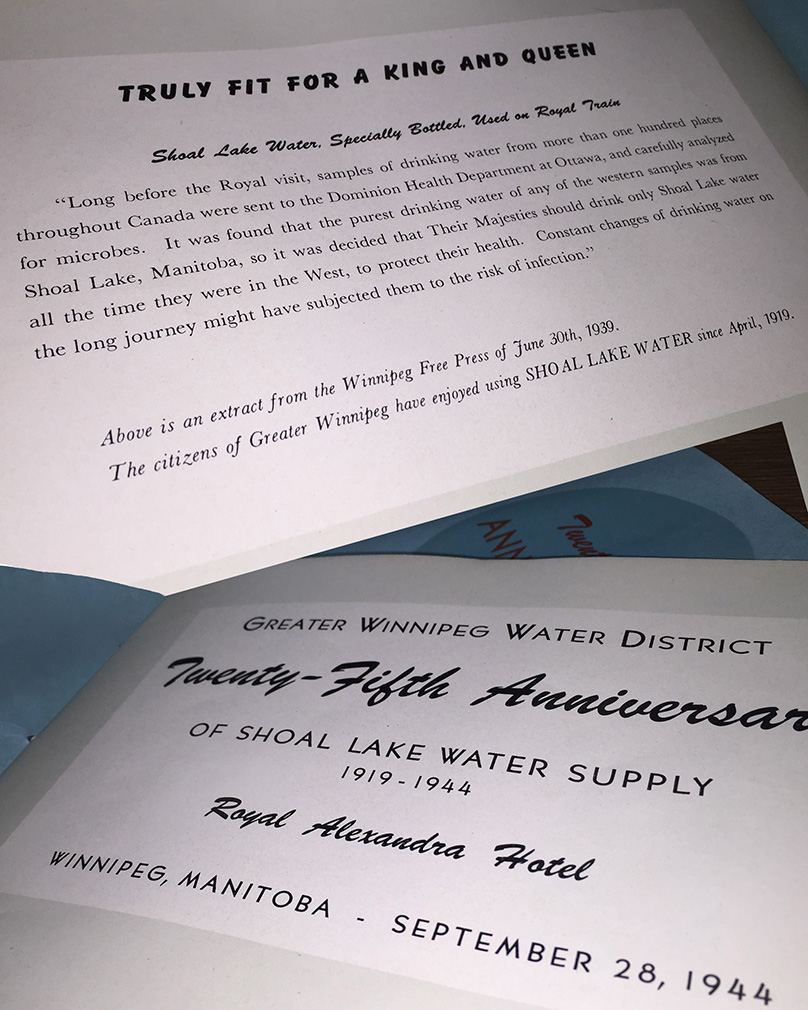 TRULY FIT FOR A KING AND QUEEN
Shoal Lake Water, Specially Bottled, Used on Royal Train
“Long before the Royal visit, samples of drinking water from more than one hundred places
throughout Canada were sent to the Dominion Health Department at Ottawa, and carefully analyzed
for microbes. It was found that the purest drinking water of any of the western samples was from
Shoal Lake, Manitoba, so it was decided that Their Majesties should drink only Shoal Lake water
all the time they were in the West, to protect their health. Constant changes of drinking water on
the long journey might have subjected them to the risk of infection.”
Above is an extract from the Winnipeg Free Press of June 30th, 1939.
The citizens of Greater Winnipeg have enjoyed using SHOAL LAKE WATER since April, 1919.
Twen
ANN
GREATER WINNIPEG WATER DISTRICT
Twenty-Fifth Anniversar
OF SHOAL LAKE WATER SUPPLY
1919-1944
Royal Alexandra Hotel
WINNIPEG, MANITOBA - SEPTEMBER 28, 1944